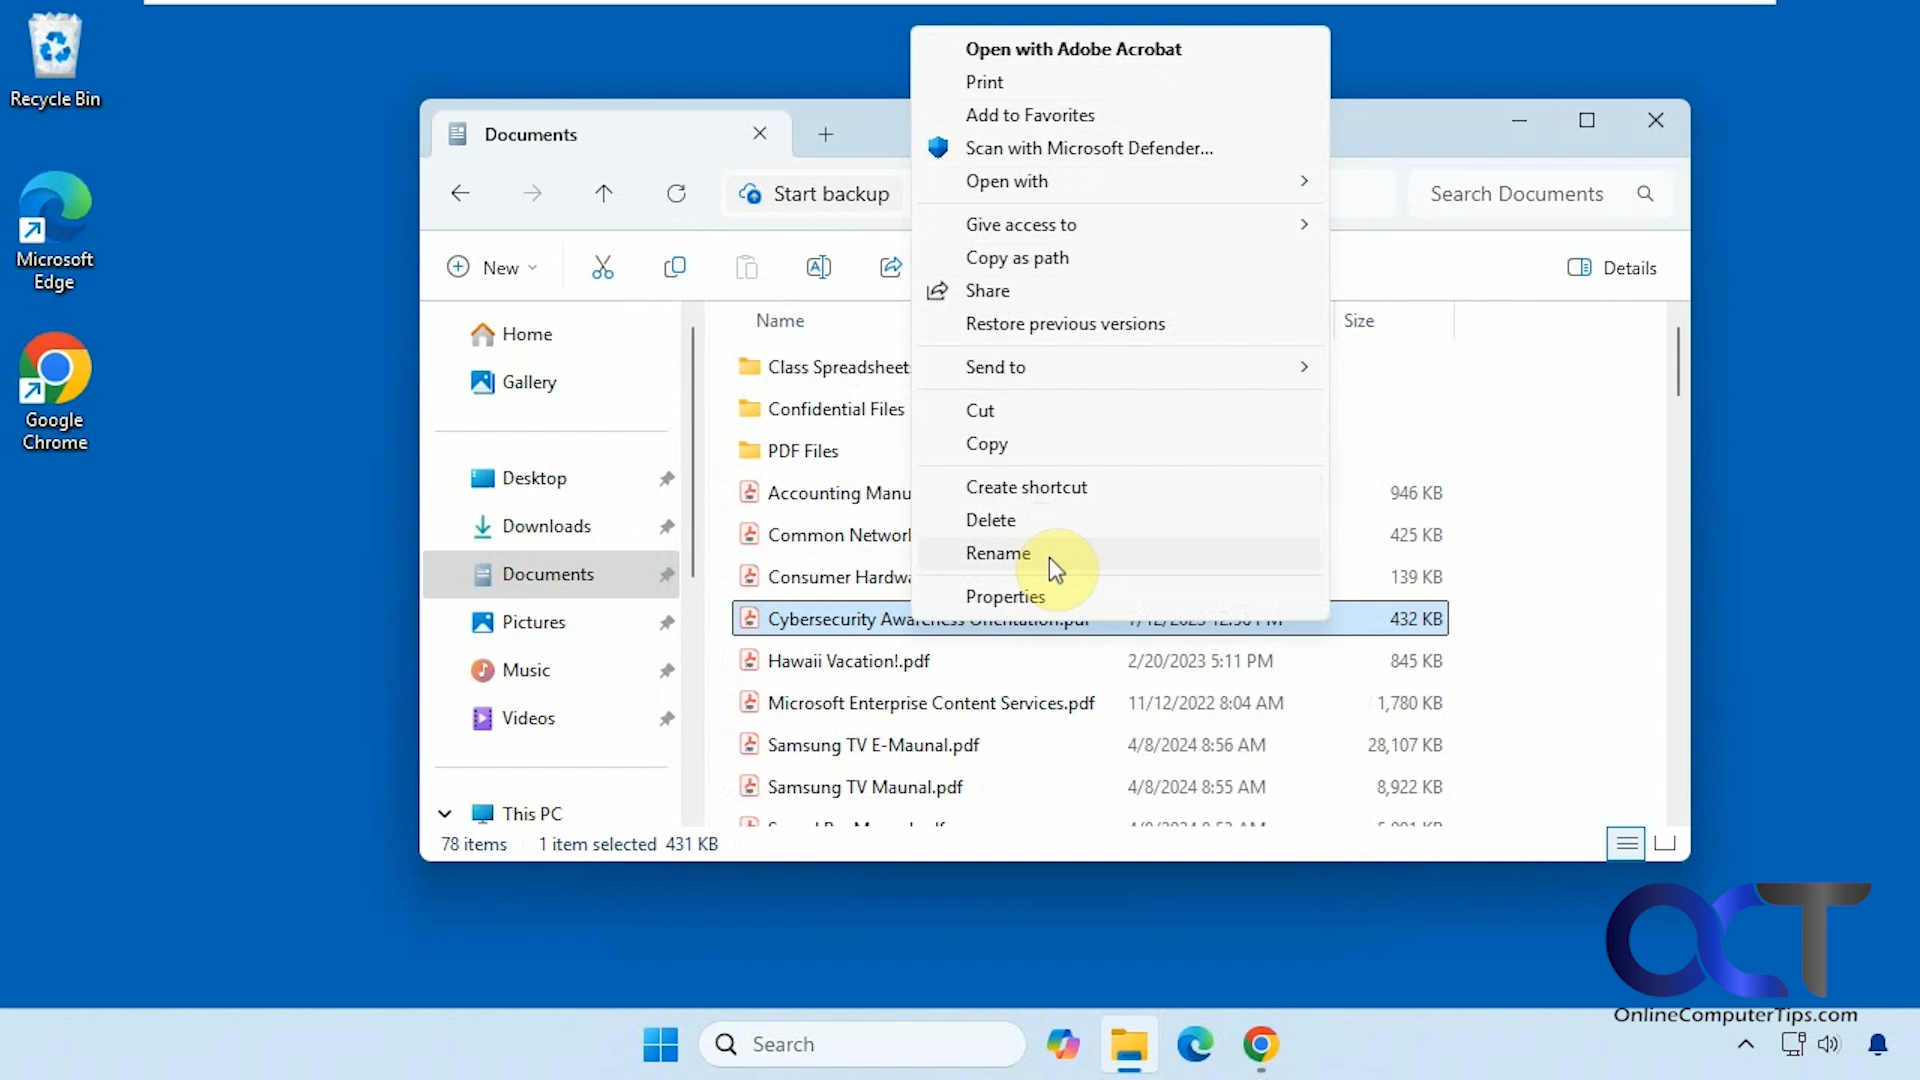 Recycle Bin
Microsoft
Edge
Google
Chrome
Documents
Start backup
Search Documents
New
Details
Home
Gallery
Desktop
Downloads
Documents
Pictures
Music
Videos
This PC
Name
Size
Class Spreadsheet
Confidential Files
PDF Files
Accounting Manu
946 KB
Common Networ
425 KB
Consumer Hardwa
139 KB
Cybersecurity Awareness Orientation.pdf
432 KB
Hawaii Vacation!.pdf
2/20/2023 5:11 PM
845 KB
Microsoft Enterprise Content Services.pdf
11/12/2022 8:04 AM
1,780 KB
Samsung TV E-Maunal.pdf
4/8/2024 8:56 AM
28,107 KB
Samsung TV Maunal.pdf
4/8/2024 8:55 AM
8,922 KB
78 items
1 item selected 431 KB
Open with Adobe Acrobat
Print
Add to Favorites
Scan with Microsoft Defender...
Open with
Give access to
Copy as path
Share
Restore previous versions
Send to
Cut
Copy
Create shortcut
Delete
Rename
Properties
OCT
OnlineComputerTips.com
Search